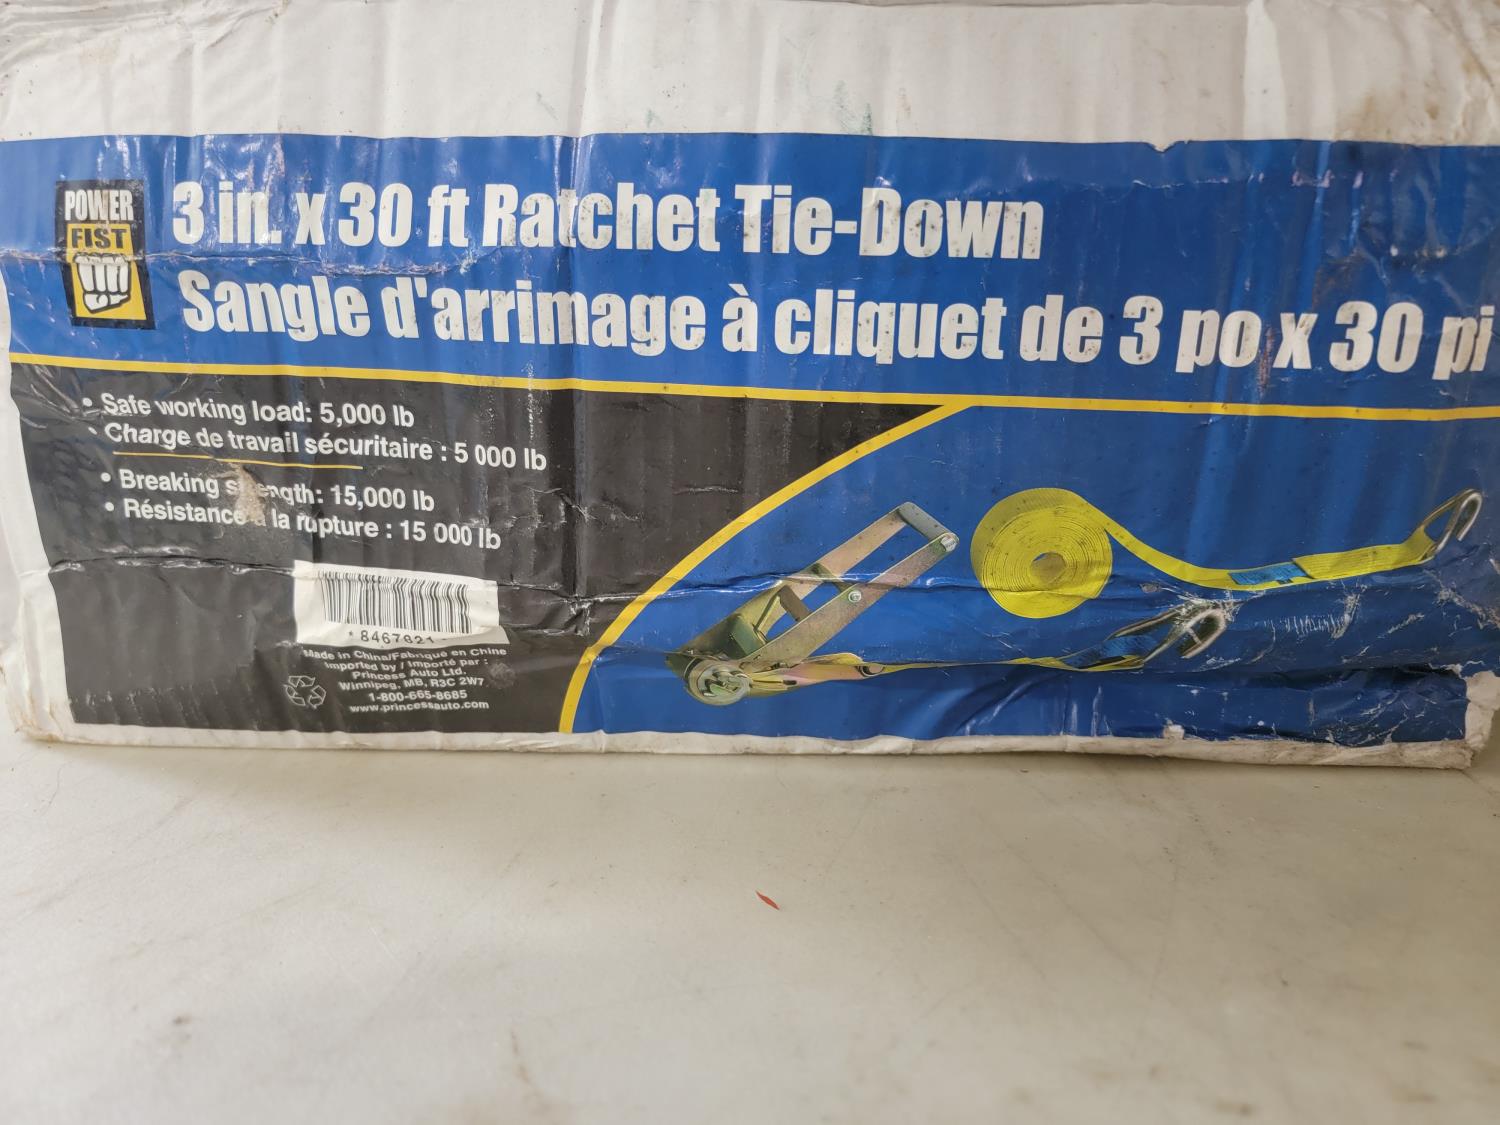 POWER
FIST
3 in. x 30 ft Ratchet Tie-Down
Sangle d'arrimage à cliquet de 3 po x 30 pi
• Safe working load: 5,000 lb
• Charge de travail sécuritaire : 5 000 lb
• Breaking strength: 15,000 lb
• Résistance à la rupture : 15 000 lb
* 8467621
Made in China/Fabriqué en Chine
Imported by / Importé par :
Princess Auto Ltd.
Winnipeg, MB, R3C 2W7
1-800-665-8685
www.princessauto.com